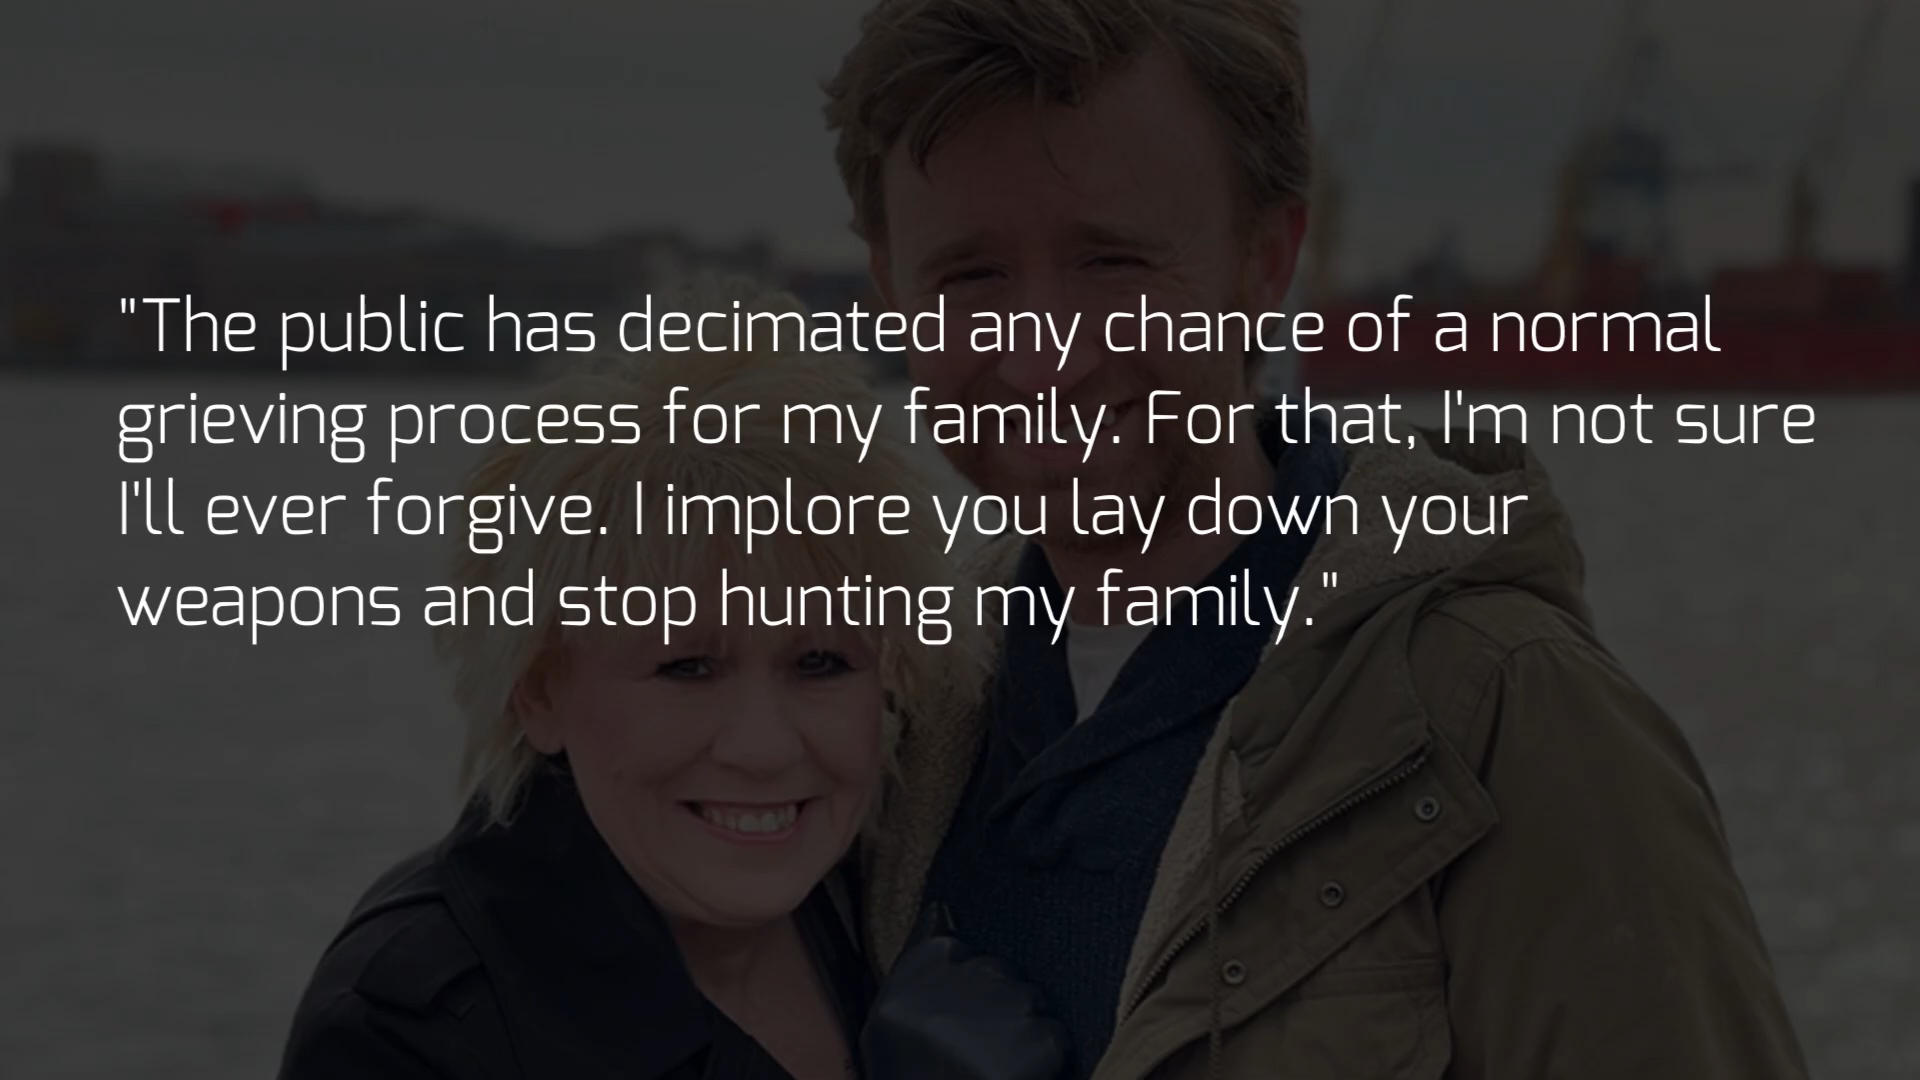 "The public has decimated any chance of a normal
grieving process for my family. For that, I'm not sure
I'll ever forgive. I implore you lay down your
weapons and stop hunting my family."